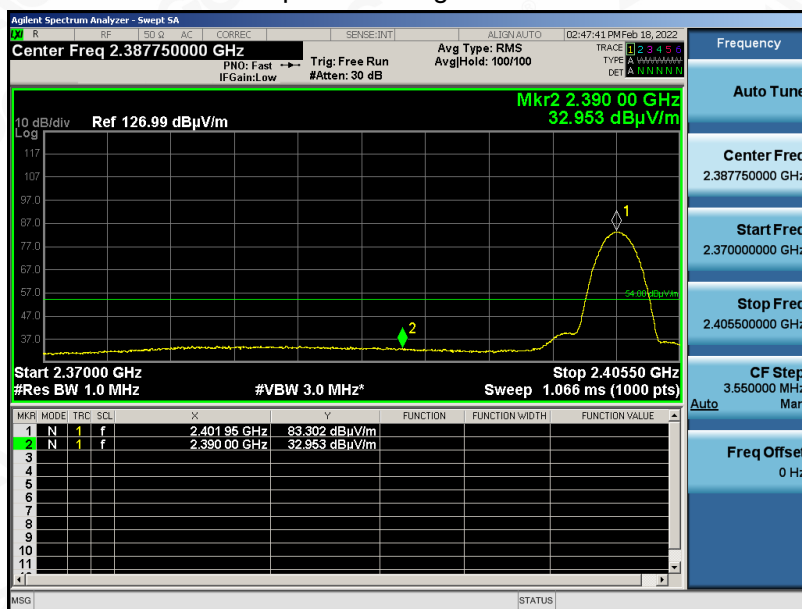 Agilent Spectrum Analyzer - Swept SA
LXI R RF 50 Ω AC CORREC SENSE:INT ALIGN AUTO 02:47:41 PM Feb 18, 2022
Center Freq 2.387750000 GHz
PNO: Fast
IFGain:Low
Trig: Free Run
#Atten: 30 dB
Avg Type: RMS
Avg|Hold: 100/100
TRACE 1 2 3 4 5 6
TYPE A WWWWW
DET A N N N N N
Mkr2 2.390 00 GHz
32.953 dBµV/m
10 dB/div Ref 126.99 dBµV/m
Log
117
107
97.0
87.0
77.0
67.0
57.0
47.0
37.0
1
54.00 dBµV/m
2
Start 2.37000 GHz Stop 2.40550 GHz
#Res BW 1.0 MHz #VBW 3.0 MHz* Sweep 1.066 ms (1000 pts)
MKR MODE TRC SCL X Y FUNCTION FUNCTION WIDTH FUNCTION VALUE
1 N 1 f 2.401 95 GHz 83.302 dBµV/m
2 N 1 f 2.390 00 GHz 32.953 dBµV/m
3
4
5
6
7
8
9
10
11
MSG STATUS
Frequency
Auto Tune
Center Freq
2.387750000 GHz
Start Freq
2.370000000 GHz
Stop Freq
2.405500000 GHz
CF Step
3.550000 MHz
Auto Man
Freq Offset
0 Hz